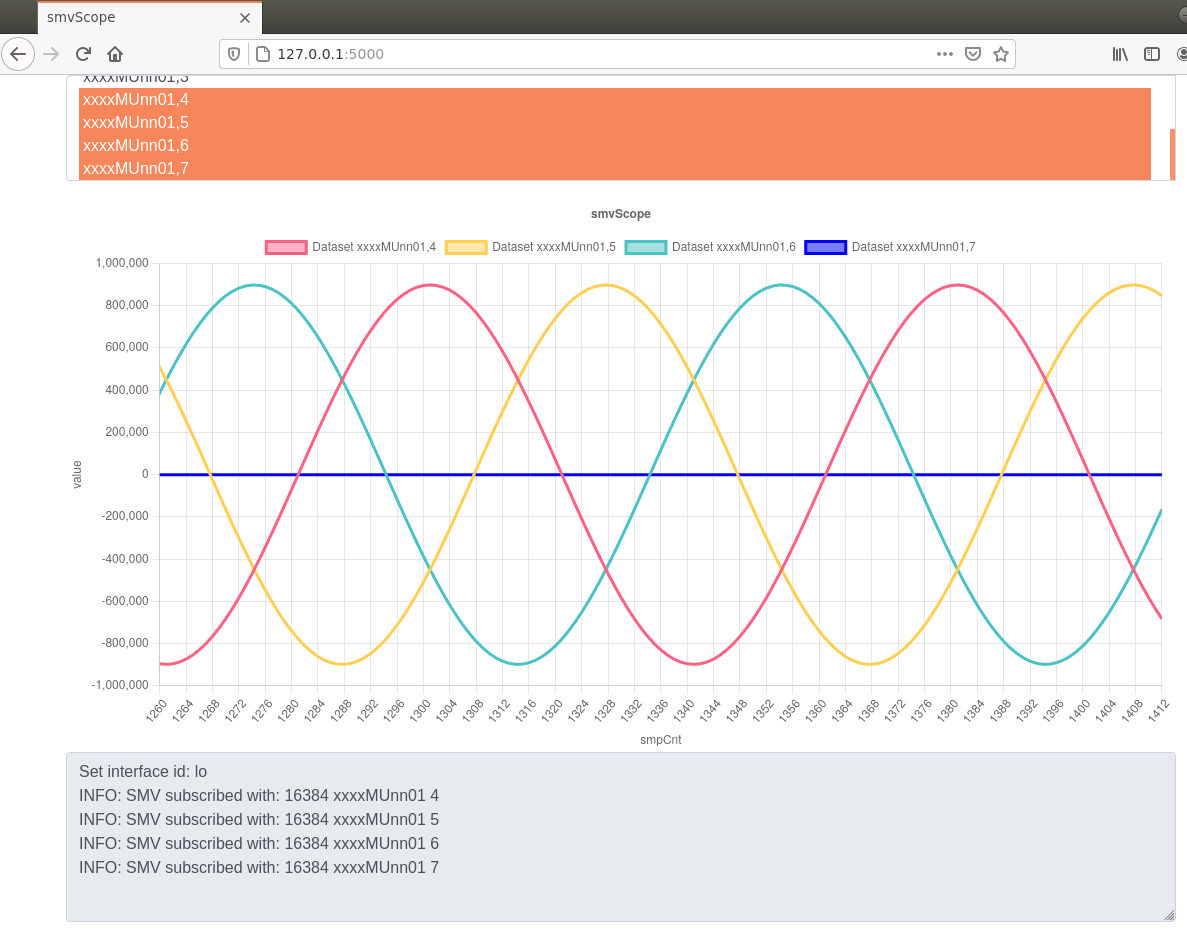 smvScope
127.0.0.1:5000
xxxxMUnn01,3
xxxxMUnn01,4
xxxxMUnn01,5
xxxxMUnn01,6
xxxxMUnn01,7
smvScope
Dataset xxxxMUnn01,4 Dataset xxxxMUnn01,5 Dataset xxxxMUnn01,6 Dataset xxxxMUnn01,7
1,000,000
800,000
600,000
400,000
200,000
0
-200,000
-400,000
-600,000
-800,000
-1,000,000
value
1260 1264 1268 1272 1276 1280 1284 1288 1292 1296 1300 1304 1308 1312 1316 1320 1324 1328 1332 1336 1340 1344 1348 1352 1356 1360 1364 1368 1372 1376 1380 1384 1388 1392 1396 1400 1404 1408 1412
smpCnt
Set interface id: lo
INFO: SMV subscribed with: 16384 xxxxMUnn01 4
INFO: SMV subscribed with: 16384 xxxxMUnn01 5
INFO: SMV subscribed with: 16384 xxxxMUnn01 6
INFO: SMV subscribed with: 16384 xxxxMUnn01 7